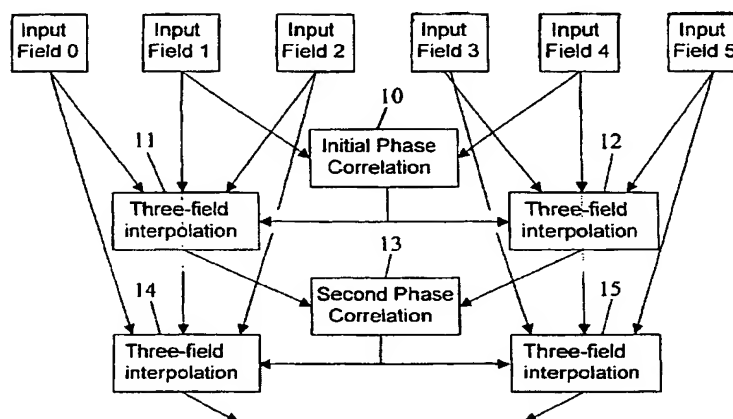 Input Field 0
Input Field 1
Input Field 2
Input Field 3
Input Field 4
Input Field 5
10
11
Initial Phase
Correlation
12
Three-field
interpolation
Three-field
interpolation
13
14
Second Phase
Correlation
15
Three-field
interpolation
Three-field
interpolation